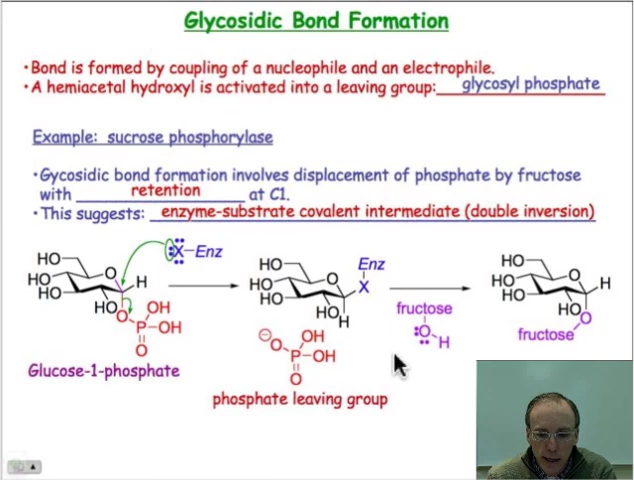 Glycosidic Bond Formation
•Bond is formed by coupling of a nucleophile and an electrophile.
•A hemiacetal hydroxyl is activated into a leaving group: glycosyl phosphate
Example: sucrose phosphorylase
•Gycosidic bond formation involves displacement of phosphate by fructose
with retention at C1.
•This suggests: enzyme-substrate covalent intermediate (double inversion)
HO O HO HO H HO O OH P-OH O
:X-Enz
Glucose-1-phosphate
HO O HO HO HO H Enz X
⊖O OH P-OH O
phosphate leaving group
fructose
:O H
HO O HO HO H HO O
fructose